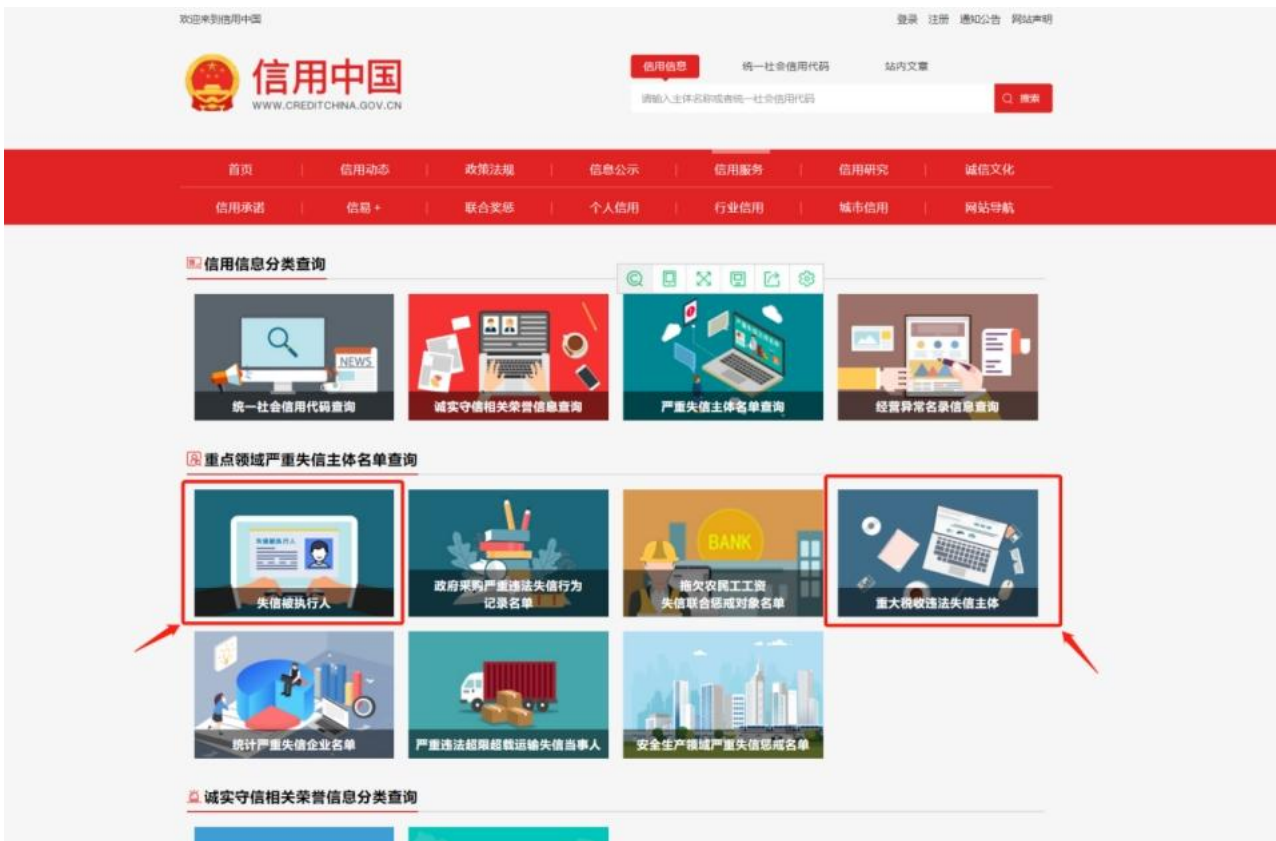 欢迎来到信用中国
登录 注册 通知公告 网站声明
信用中国
WWW.CREDITCHINA.GOV.CN
信用信息 统一社会信用代码 站内文章
请输入主体名称或者统一社会信用代码
搜索
首页 信用动态 政策法规 信息公示 信用服务 信用研究 诚信文化
信用承诺 信易+ 联合奖惩 个人信用 行业信用 城市信用 网站导航
信用信息分类查询
NEWS
统一社会信用代码查询
诚实守信相关荣誉信息查询
严重失信主体名单查询
经营异常名录信息查询
重点领域严重失信主体名单查询
失信被执行人
失信被执行人
政府采购严重违法失信行为
记录名单
BANK
拖欠农民工工资
失信联合惩戒对象名单
重大税收违法失信主体
统计严重失信企业名单
严重违法超限超载运输失信当事人
安全生产领域严重失信惩戒名单
诚实守信相关荣誉信息分类查询